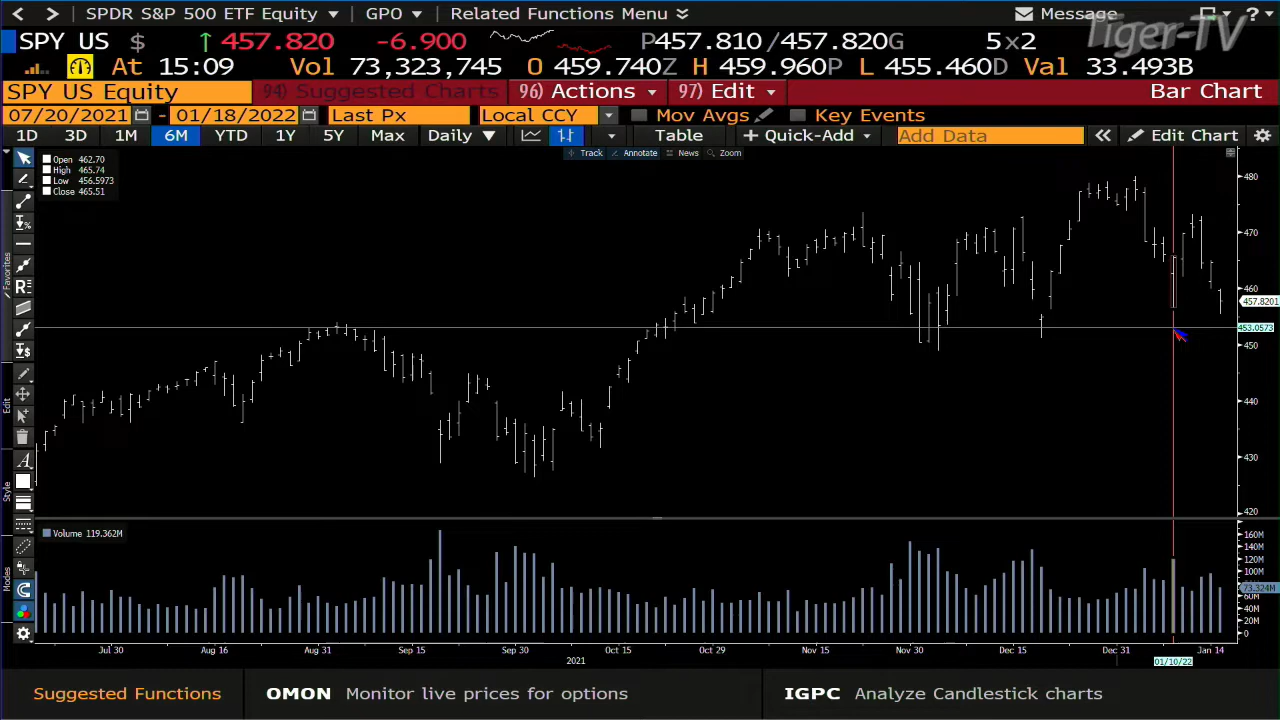 SPDR S&P 500 ETF Equity GPO Related Functions Menu Message ?
SPY US $ 457.820 -6.900 P457.810 /457.820G 5x2
Tiger-TV
At 15:09 Vol 73,323,745 O 459.740Z H 459.960P L 455.460D Val 33.493B
SPY US Equity 94) Suggested Charts 96) Actions 97) Edit Bar Chart
07/20/2021 - 01/18/2022 Last Px Local CCY Mov Avgs Key Events
1D 3D 1M 6M YTD 1Y 5Y Max Daily Table + Quick-Add Add Data Edit Chart
Track Annotate News Zoom
Open 462.70
High 465.74
Low 456.5973
Close 465.51
Favorites
Edit
Style
Modes
480
470
460
457.8201
453.0573
450
440
430
420
Volume 119.362M
160M
140M
120M
100M
73.324M
60M
40M
20M
0
Jul 30 Aug 16 Aug 31 Sep 15 Sep 30 Oct 15 Oct 29 Nov 15 Nov 30 Dec 15 Dec 31 Jan 14
2021 01/10/22
Suggested Functions OMON Monitor live prices for options IGPC Analyze Candlestick charts